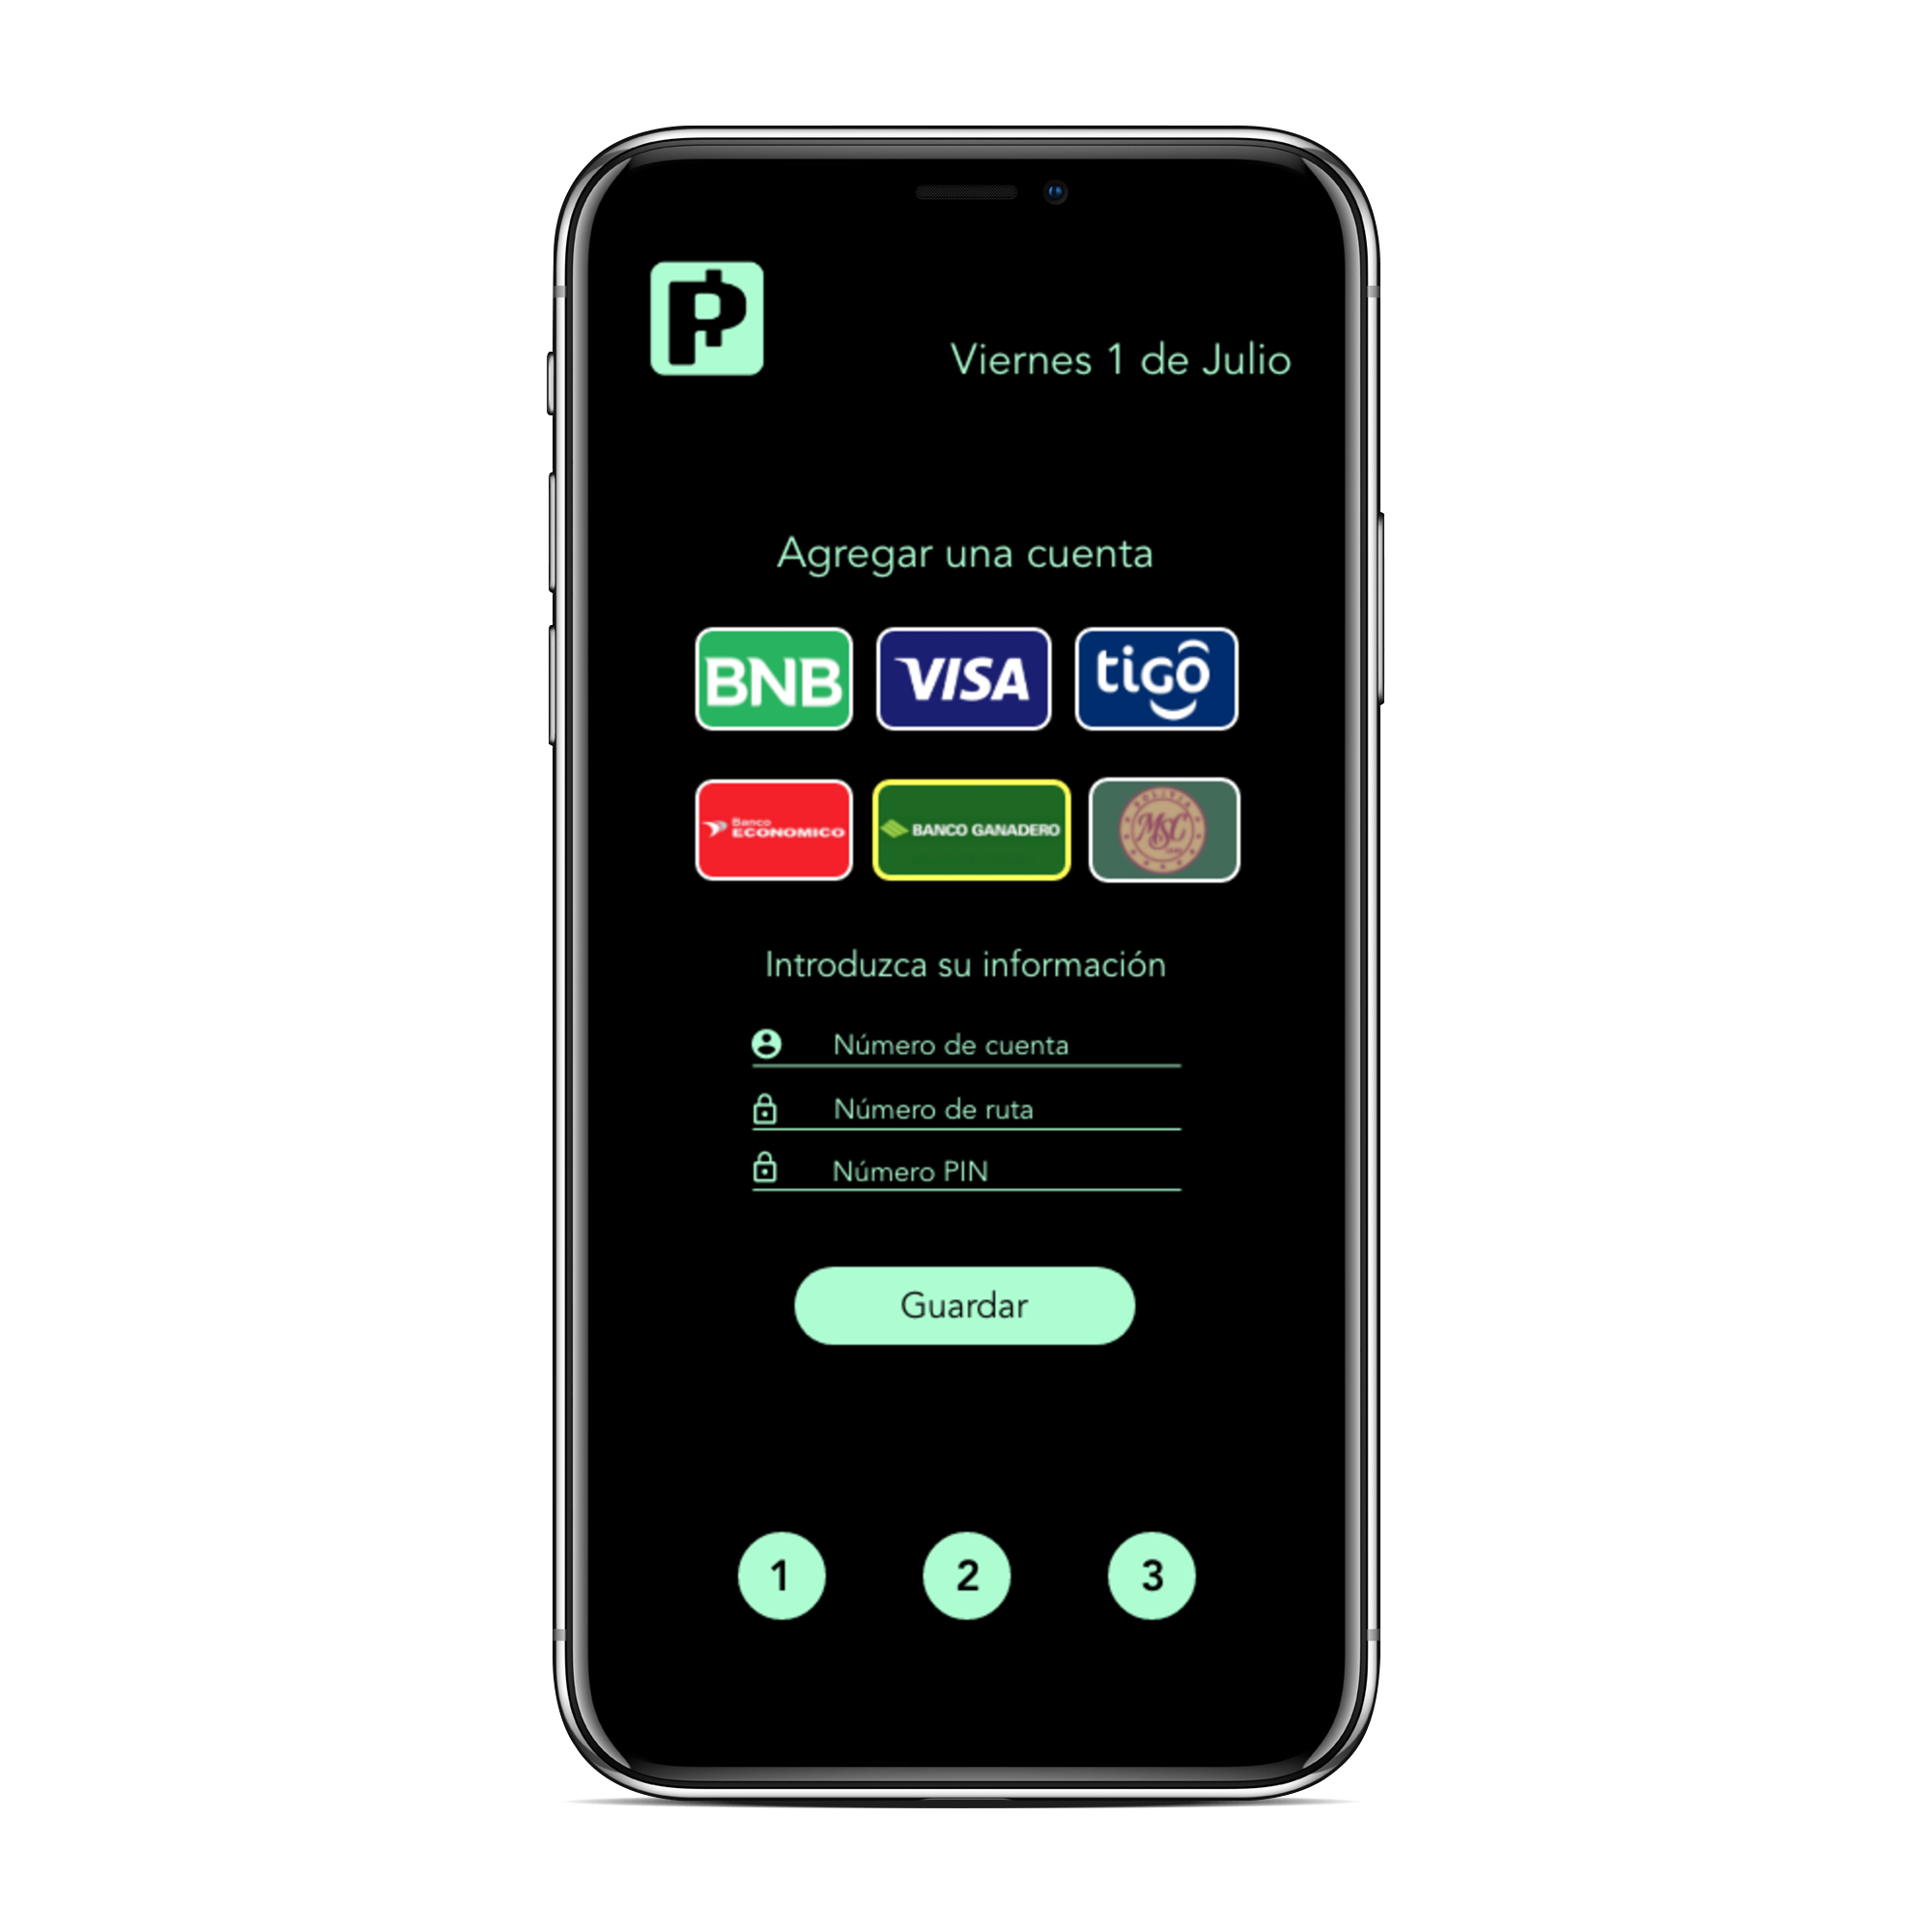 P
Viernes 1 de Julio
Agregar una cuenta
BNB VISA tigo
Banco
ECONOMICO BANCO GANADERO BOLIVIA
MSC
Introduzca su información
Número de cuenta
Número de ruta
Número PIN
Guardar
1 2 3